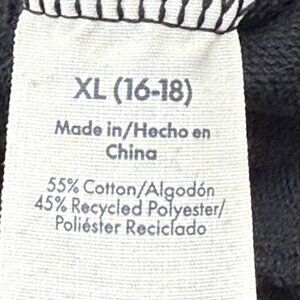 XL (16-18)
Made in/Hecho en
China
55% Cotton/Algodón
45% Recycled Polyester/
Poliéster Reciclado